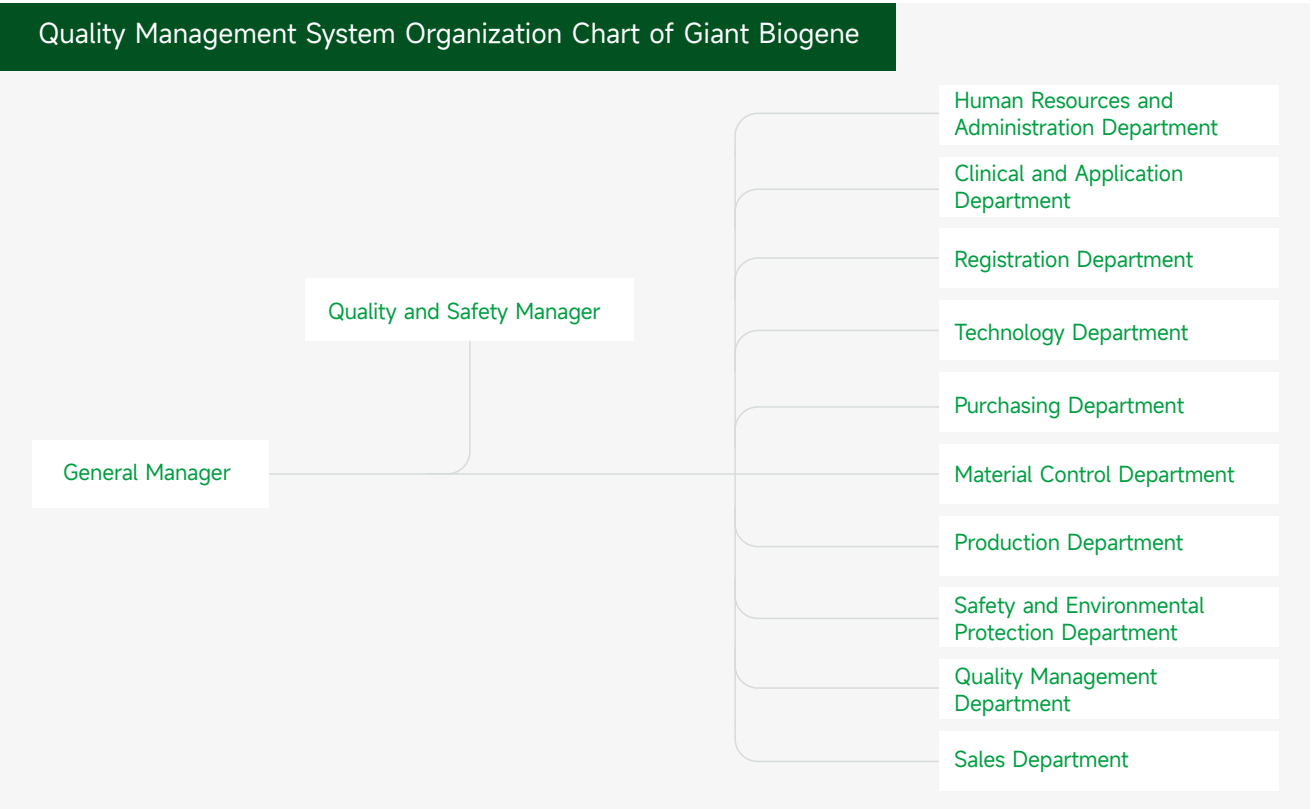 Quality Management System Organization Chart of Giant Biogene
General Manager
Quality and Safety Manager
Human Resources and
Administration Department
Clinical and Application
Department
Registration Department
Technology Department
Purchasing Department
Material Control Department
Production Department
Safety and Environmental
Protection Department
Quality Management
Department
Sales Department